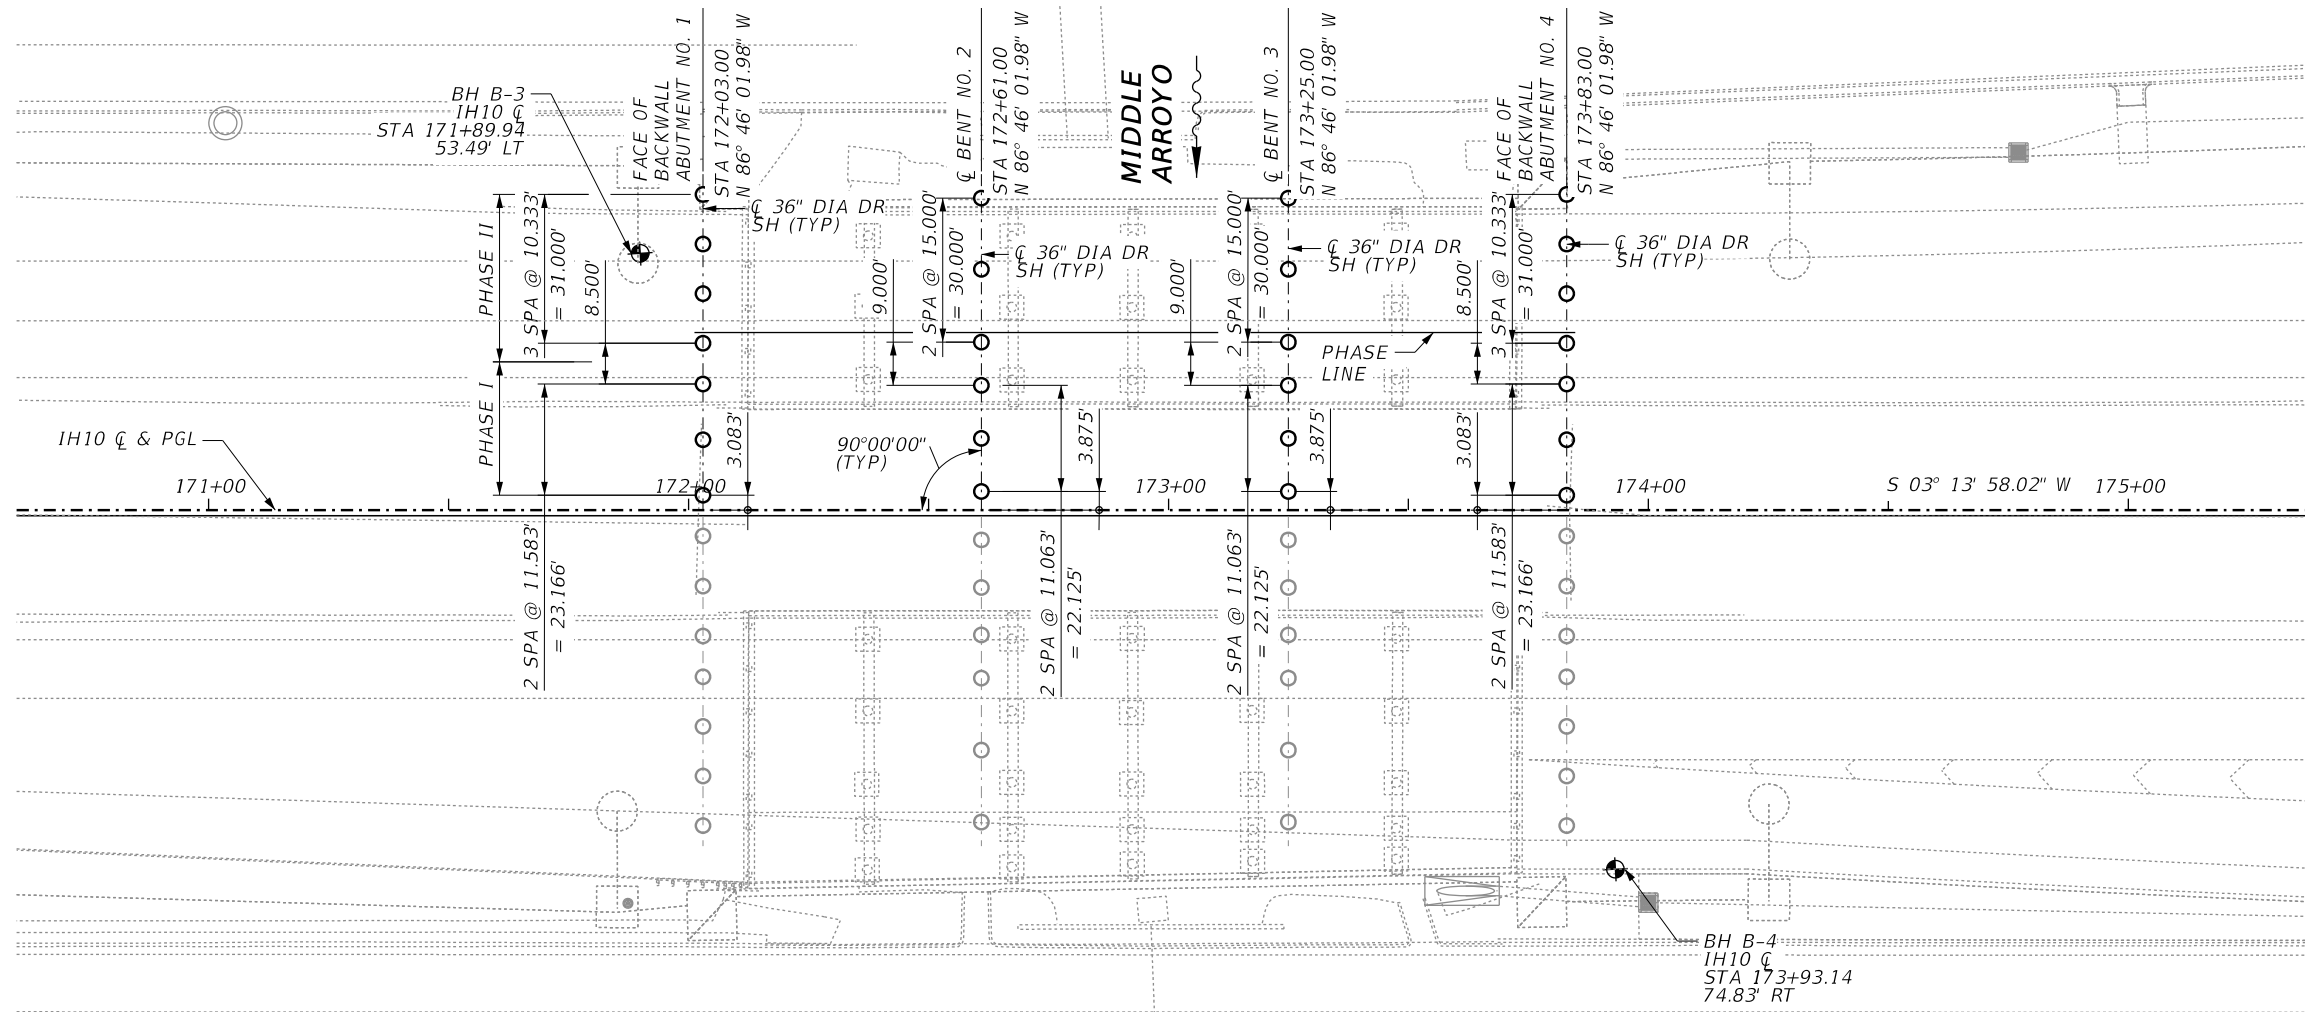 FACE OF
BACKWALL
ABUTMENT NO. 1
STA 172+03.00
N 86° 46' 01.98" W
℄ BENT NO. 2
STA 172+61.00
N 86° 46' 01.98" W
MIDDLE
ARROYO
℄ BENT NO. 3
STA 173+25.00
N 86° 46' 01.98" W
FACE OF
BACKWALL
ABUTMENT NO. 4
STA 173+83.00
N 86° 46' 01.98" W
BH B-3
IH10 ℄
STA 171+89.94
53.49' LT
℄ 36" DIA DR
SH (TYP)
℄ 36" DIA DR
SH (TYP)
℄ 36" DIA DR
SH (TYP)
℄ 36" DIA DR
SH (TYP)
PHASE II
3 SPA @ 10.333'
= 31.000'
8.500'
9.000'
2 SPA @ 15.000'
= 30.000'
9.000'
2 SPA @ 15.000'
= 30.000'
8.500'
3 SPA @ 10.333'
= 31.000'
PHASE
LINE
PHASE I
IH10 ℄ & PGL
3.083'
90°00'00"
(TYP)
3.875'
3.875'
3.083'
171+00
172+00
173+00
174+00
S 03° 13' 58.02" W
175+00
2 SPA @ 11.583'
= 23.166'
2 SPA @ 11.063'
= 22.125'
2 SPA @ 11.063'
= 22.125'
2 SPA @ 11.583'
= 23.166'
BH B-4
IH10 ℄
STA 173+93.14
74.83' RT